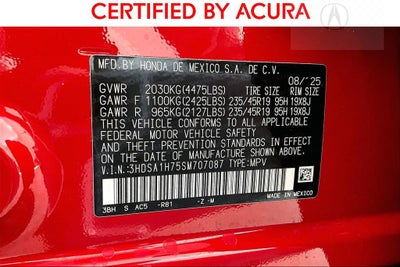 CERTIFIED BY ACURA
MFD.BY HONDA DE MEXICO S.A. DE C.V.
08/'25
GVWR 2030KG(4475LBS) TIRE SIZE RIM SIZE
GAWR F 1100KG(2425LBS) 235/45R19 95H 19X8J
GAWR R 965KG(2127LBS) 235/45R19 95H 19X8J
THIS VEHICLE CONFORMS TO ALL APPLICABLE
FEDERAL MOTOR VEHICLE SAFETY AND THEFT
PREVENTION STANDARDS IN EFFECT ON THE
DATE OF MANUFACTURE SHOWN ABOVE.
V.I.N.:3HDSA1H75SM707087 TYPE:MPV
3BH S AC5 -R81 -Z -M
MADE IN MEXICO